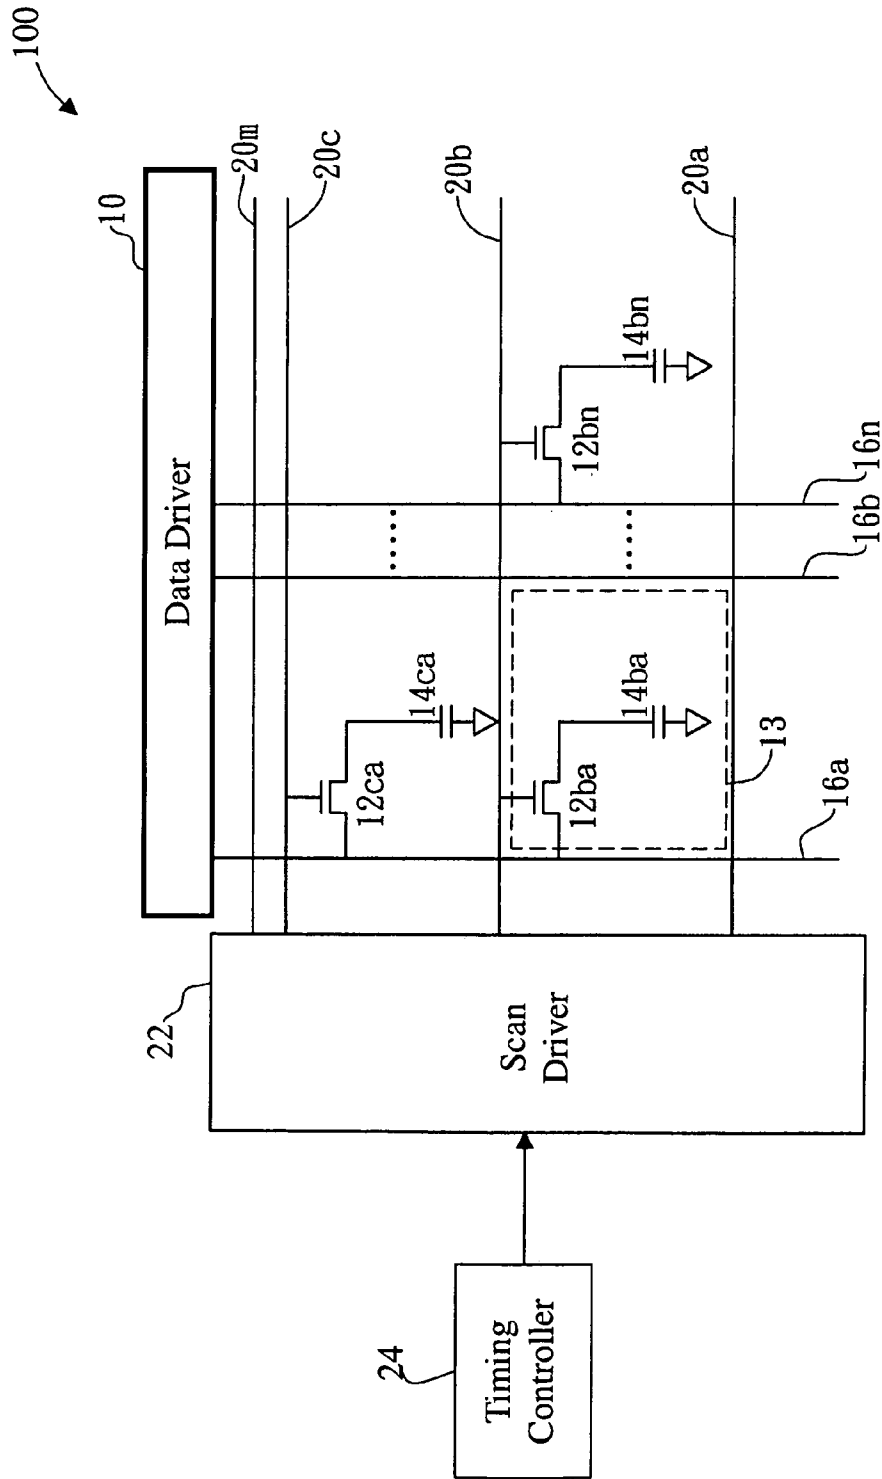 100
10
Data Driver
20m
20c
20b
20a
22
Scan
Driver
24
Timing
Controller
12ca
14ca
12ba
14ba
12bn
14bn
13
16a
16b
16n